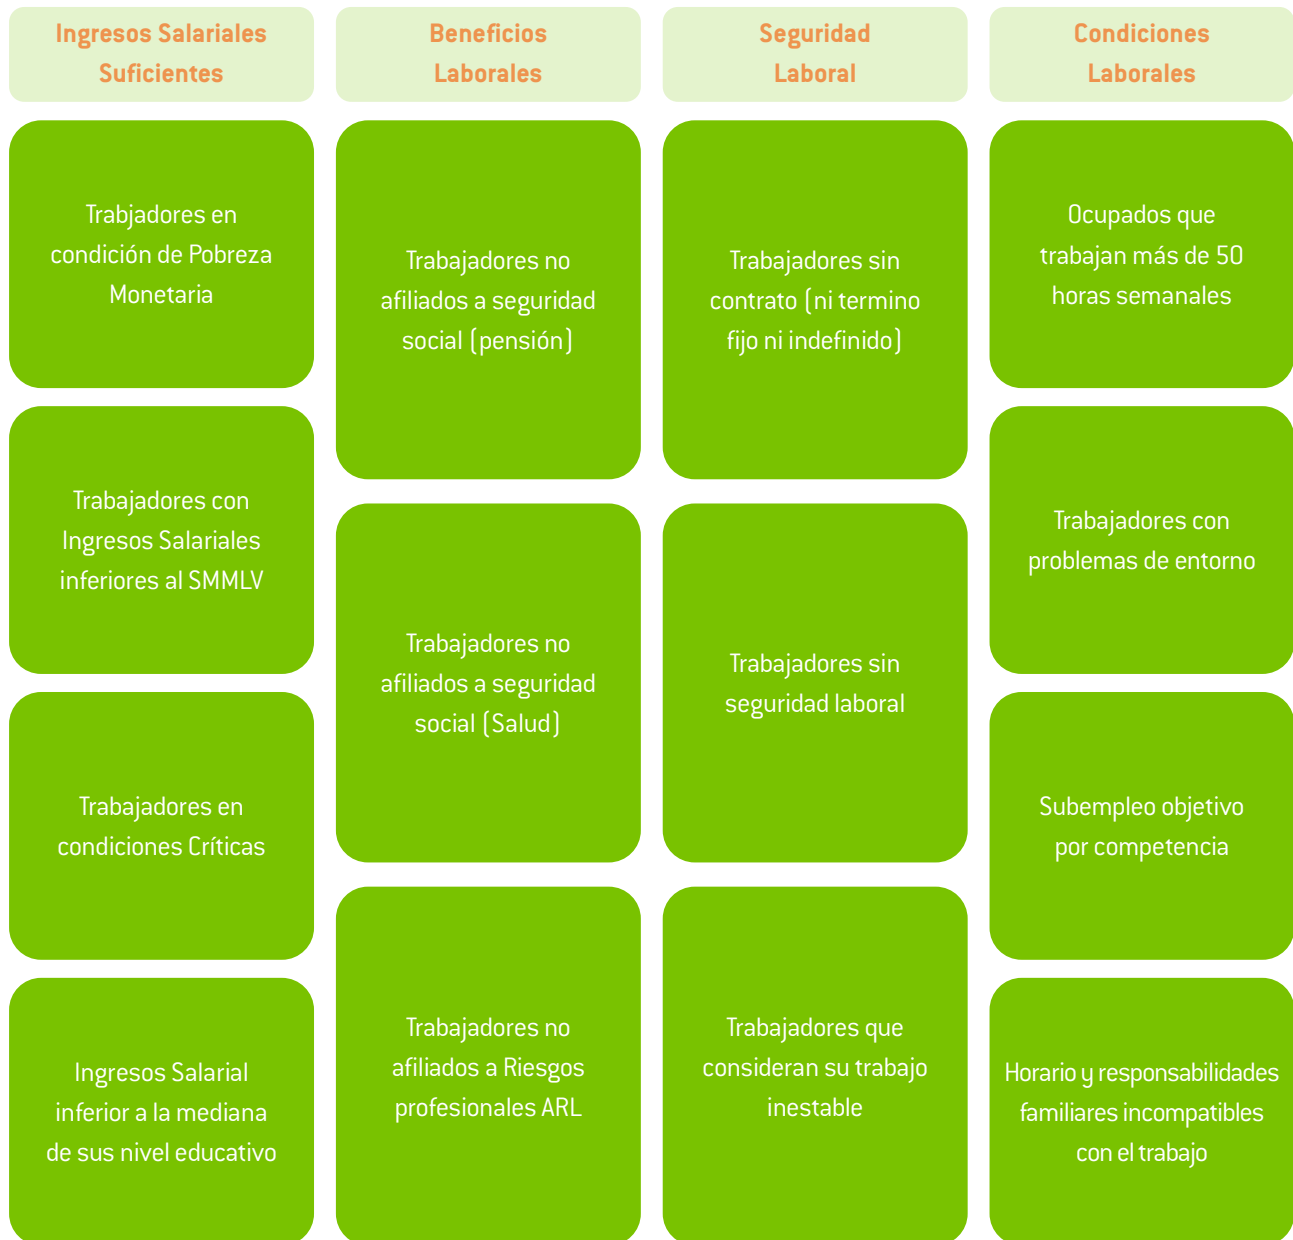 Ingresos Salariales
Suficientes
Trabjadores en
condición de Pobreza
Monetaria
Trabajadores con
Ingresos Salariales
inferiores al SMMLV
Trabajadores en
condiciones Críticas
Ingresos Salarial
inferior a la mediana
de sus nivel educativo
Beneficios
Laborales
Trabajadores no
afiliados a seguridad
social (pensión)
Trabajadores no
afiliados a seguridad
social (Salud)
Trabajadores no
afiliados a Riesgos
profesionales ARL
Seguridad
Laboral
Trabajadores sin
contrato (ni termino
fijo ni indefinido)
Trabajadores sin
seguridad laboral
Trabajadores que
consideran su trabajo
inestable
Condiciones
Laborales
Ocupados que
trabajan más de 50
horas semanales
Trabajadores con
problemas de entorno
Subempleo objetivo
por competencia
Horario y responsabilidades
familiares incompatibles
con el trabajo